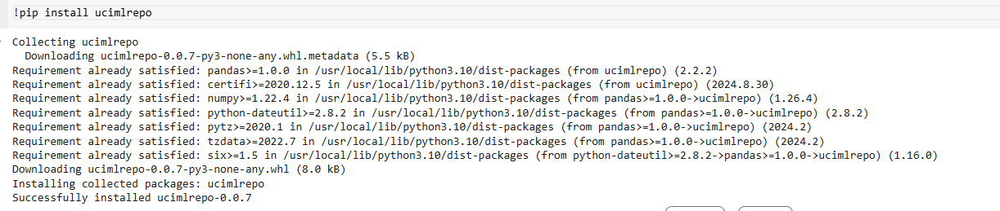 !pip install ucimlrepo
Collecting ucimlrepo
Downloading ucimlrepo-0.0.7-py3-none-any.whl.metadata (5.5 kB)
Requirement already satisfied: pandas>=1.0.0 in /usr/local/lib/python3.10/dist-packages (from ucimlrepo) (2.2.2)
Requirement already satisfied: certifi>=2020.12.5 in /usr/local/lib/python3.10/dist-packages (from ucimlrepo) (2024.8.30)
Requirement already satisfied: numpy>=1.22.4 in /usr/local/lib/python3.10/dist-packages (from pandas>=1.0.0->ucimlrepo) (1.26.4)
Requirement already satisfied: python-dateutil>=2.8.2 in /usr/local/lib/python3.10/dist-packages (from pandas>=1.0.0->ucimlrepo) (2.8.2)
Requirement already satisfied: pytz>=2020.1 in /usr/local/lib/python3.10/dist-packages (from pandas>=1.0.0->ucimlrepo) (2024.2)
Requirement already satisfied: tzdata>=2022.7 in /usr/local/lib/python3.10/dist-packages (from pandas>=1.0.0->ucimlrepo) (2024.2)
Requirement already satisfied: six>=1.5 in /usr/local/lib/python3.10/dist-packages (from python-dateutil>=2.8.2->pandas>=1.0.0->ucimlrepo) (1.16.0)
Downloading ucimlrepo-0.0.7-py3-none-any.whl (8.0 kB)
Installing collected packages: ucimlrepo
Successfully installed ucimlrepo-0.0.7